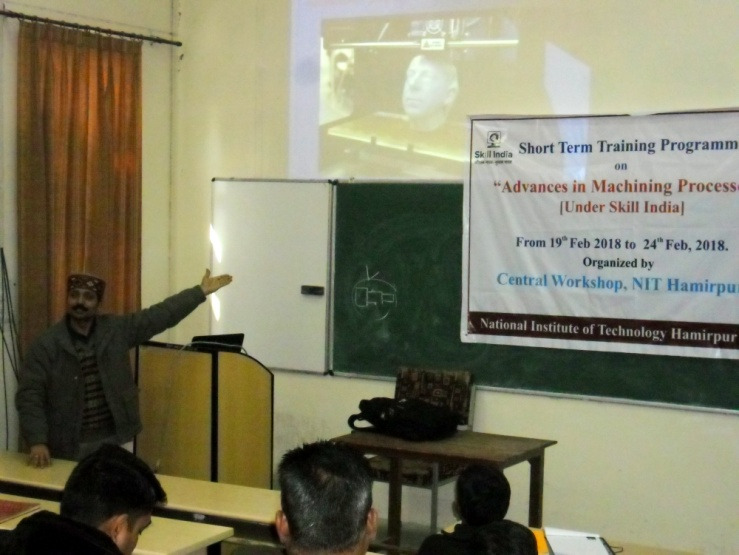 Skill India
Short Term Training Programm
on
"Advances in Machining Processe
[Under Skill India]
From 19th Feb 2018 to 24th Feb, 2018.
Organized by
Central Workshop, NIT Hamirpur
National Institute of Technology Hamirpur